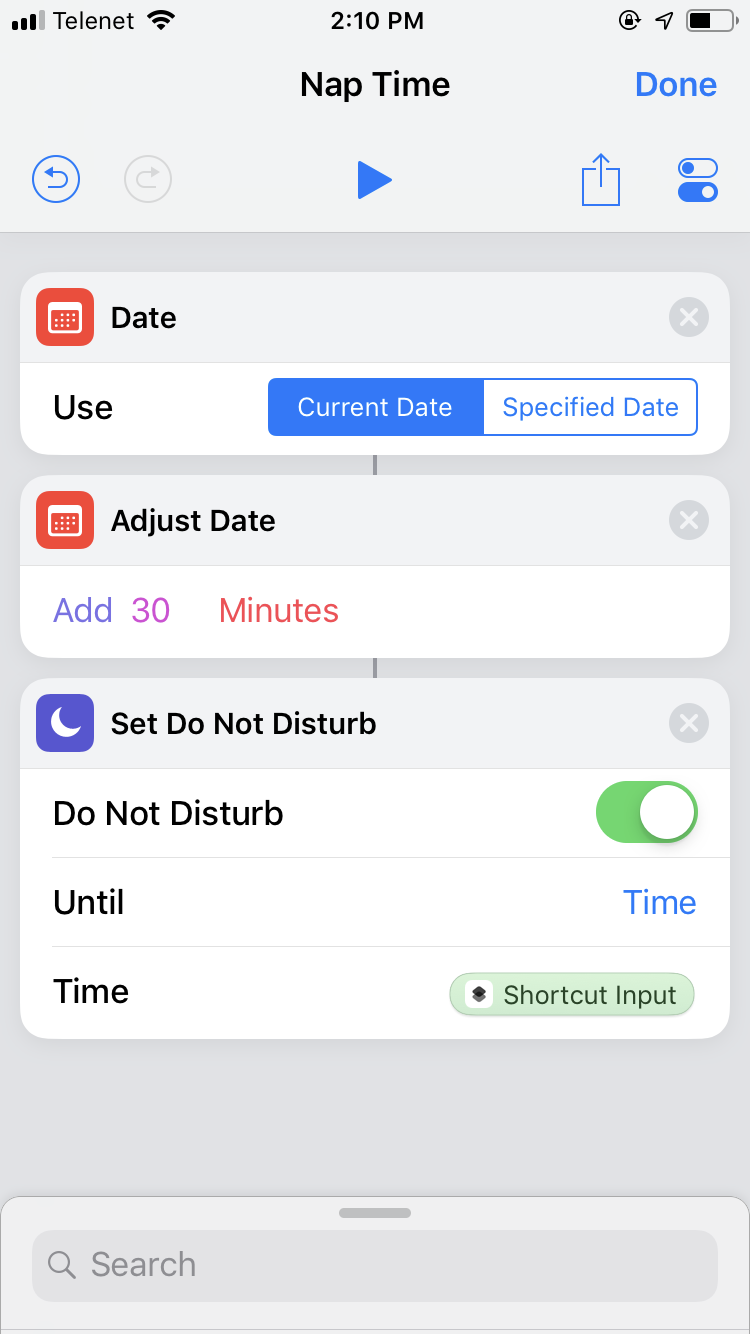 Telenet 2:10 PM
Nap Time Done
Date
Use Current Date Specified Date
Adjust Date
Add 30 Minutes
Set Do Not Disturb
Do Not Disturb
Until Time
Time Shortcut Input
Search